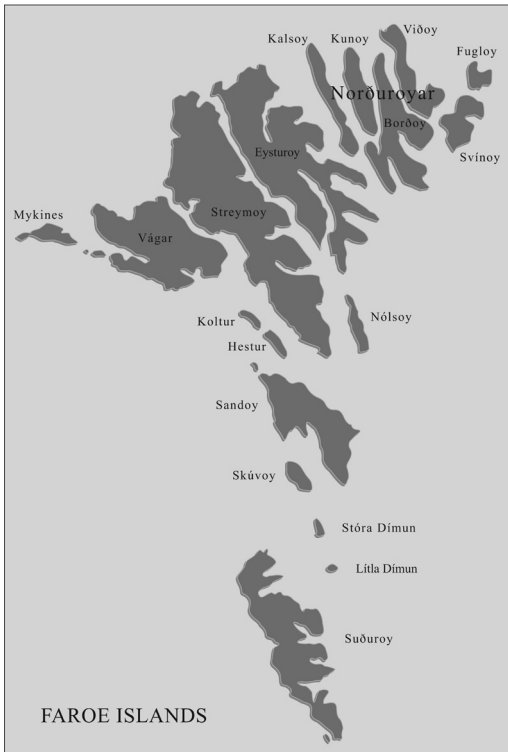 Kalsoy
Kunoy
Viðoy
Fugloy
Norðuroyar
Borðoy
Svínoy
Eysturoy
Mykines
Vágar
Streymoy
Koltur
Nólsoy
Hestur
Sandoy
Skúvoy
Stóra Dímun
Lítla Dímun
Suðuroy
FAROE ISLANDS